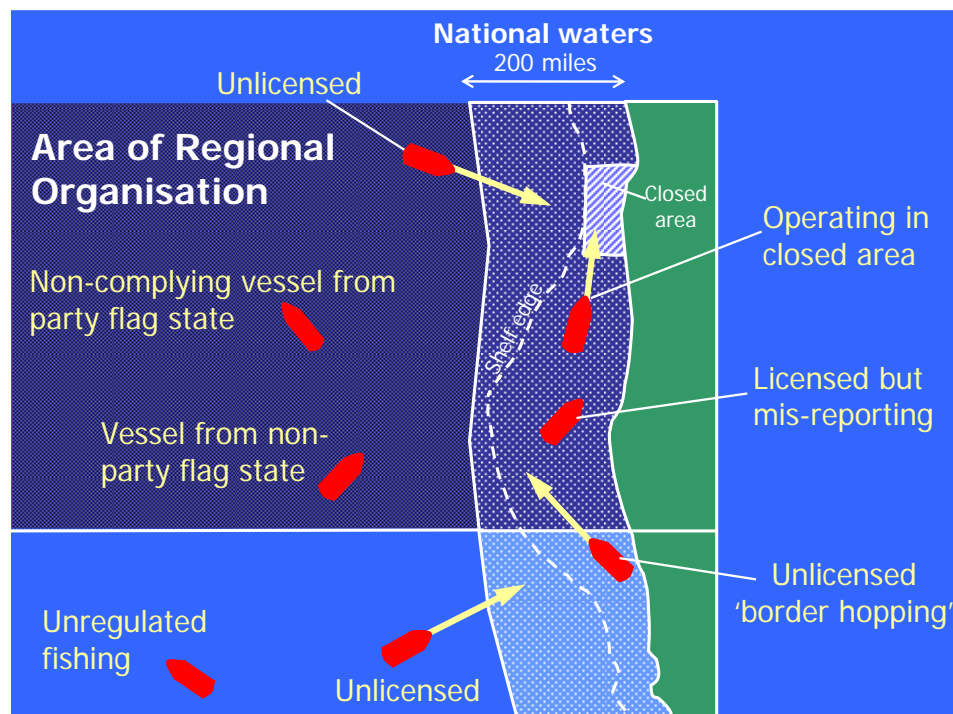 National waters
200 miles
Unlicensed
Area of Regional
Organisation
Closed
area
Operating in
closed area
Non-complying vessel from
party flag state
Shelf edge
Licensed but
mis-reporting
Vessel from non-
party flag state
Unlicensed
‘border hopping’
Unregulated
fishing
Unlicensed